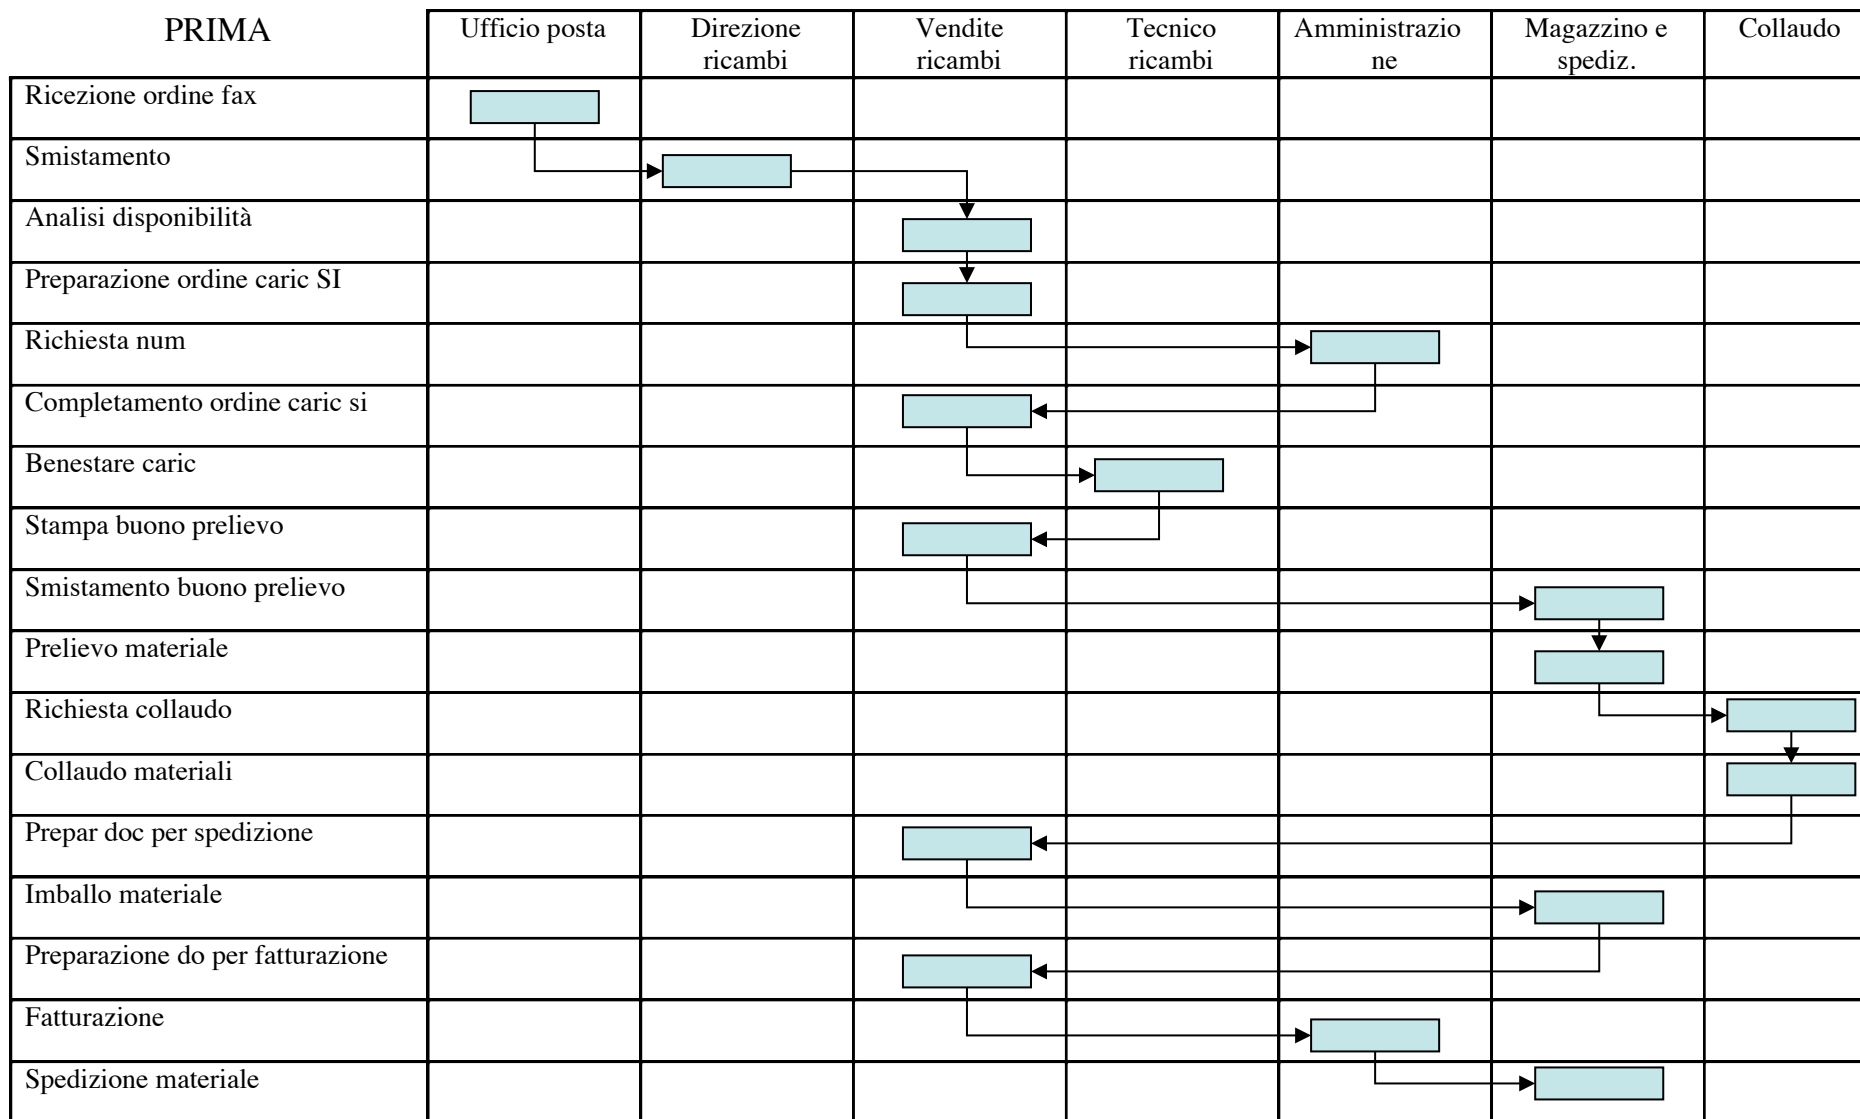 PRIMA
Ufficio posta
Direzione
ricambi
Vendite
ricambi
Tecnico
ricambi
Amministrazio
ne
Magazzino e
spediz.
Collaudo
Ricezione ordine fax
Smistamento
Analisi disponibilità
Preparazione ordine caric SI
Richiesta num
Completamento ordine caric si
Benestare caric
Stampa buono prelievo
Smistamento buono prelievo
Prelievo materiale
Richiesta collaudo
Collaudo materiali
Prepar doc per spedizione
Imballo materiale
Preparazione do per fatturazione
Fatturazione
Spedizione materiale